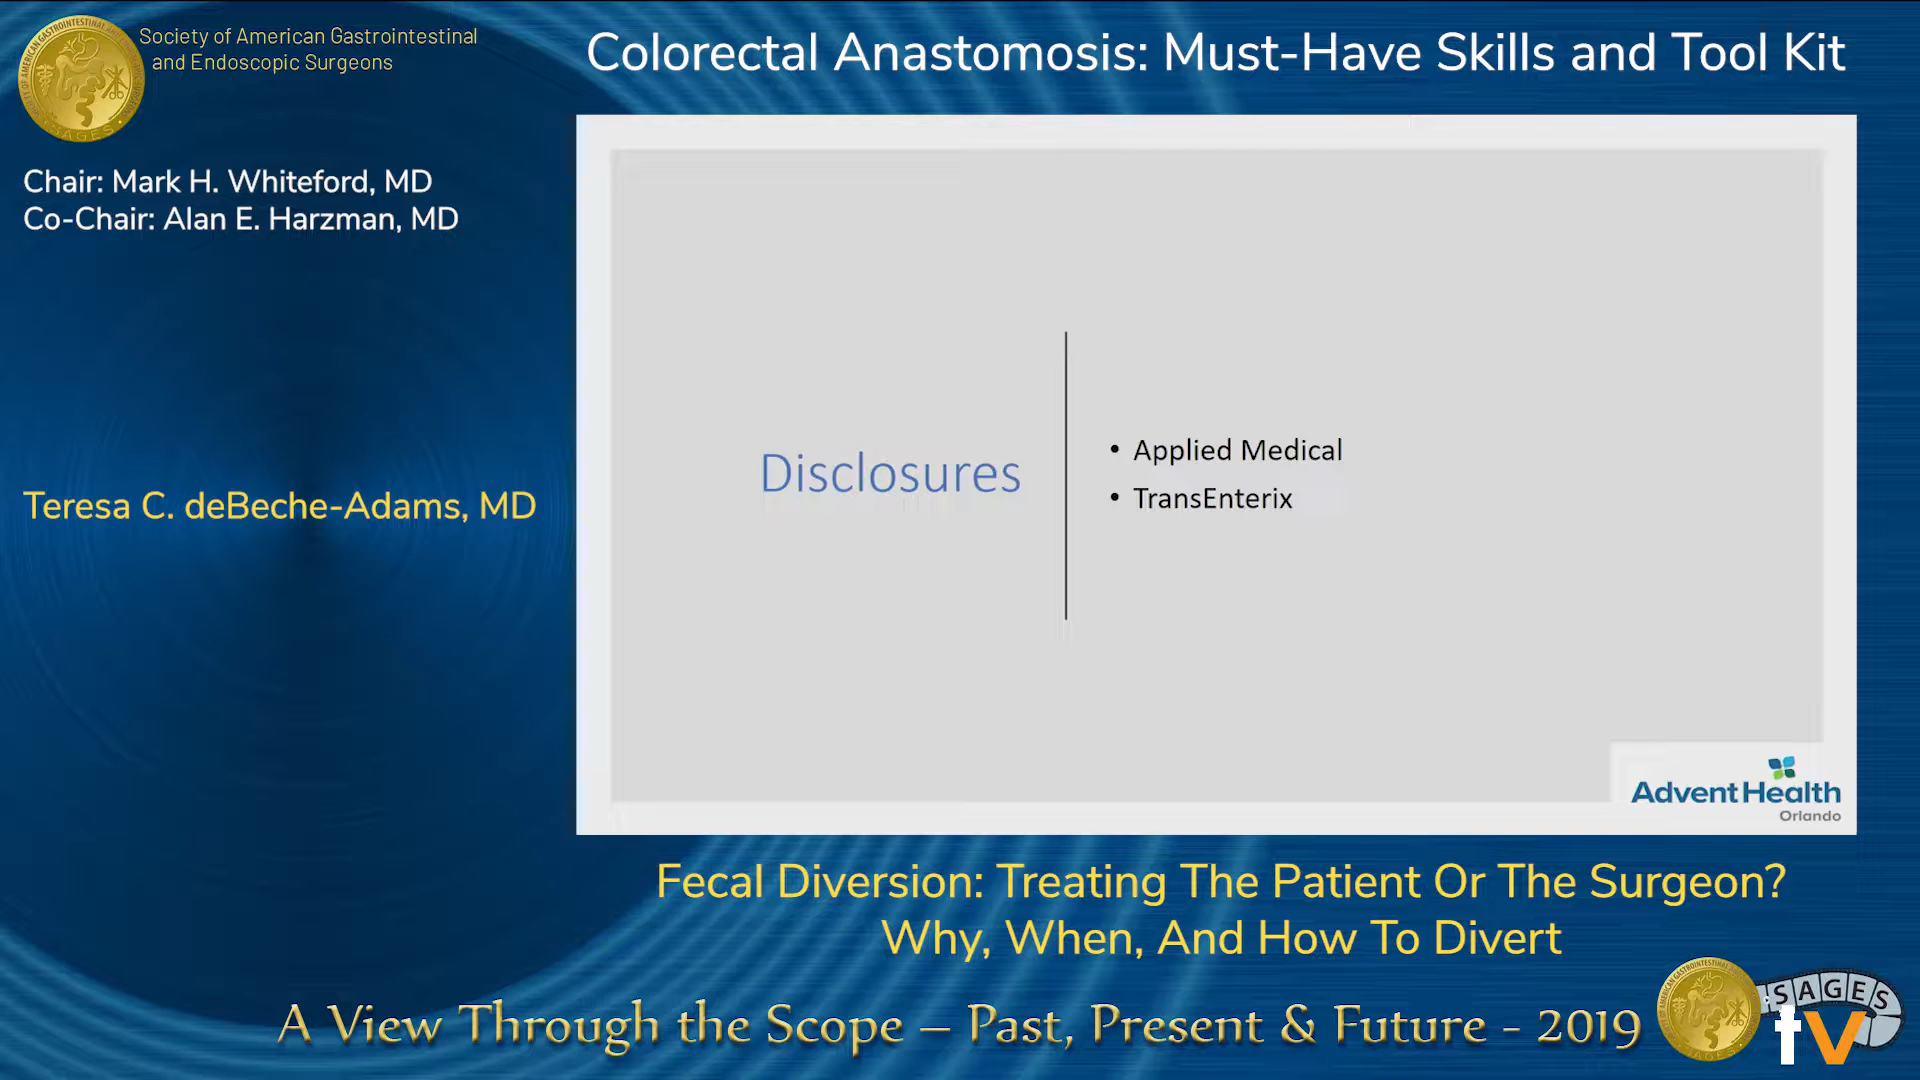 Society of American Gastrointestinal
and Endoscopic Surgeons
Colorectal Anastomosis: Must-Have Skills and Tool Kit
Chair: Mark H. Whiteford, MD
Co-Chair: Alan E. Harzman, MD
Teresa C. deBeche-Adams, MD
Disclosures
• Applied Medical
• TransEnterix
AdventHealth
Orlando
Fecal Diversion: Treating The Patient Or The Surgeon?
Why, When, And How To Divert
A View Through the Scope – Past, Present & Future - 2019
SAGES
tv